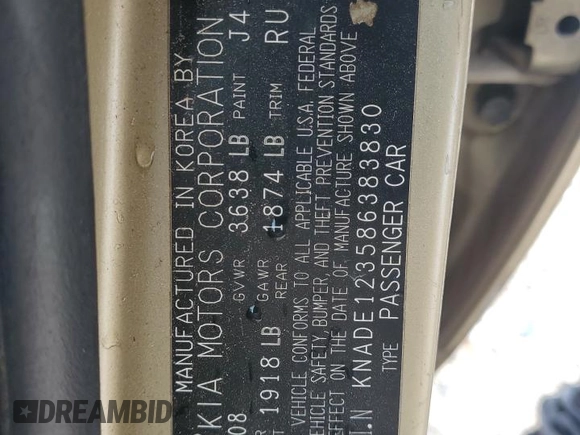 MANUFACTURED IN KOREA BY
KIA MOTORS CORPORATION
08 GVWR 3638 LB PAINT J4
1918 LB GAWR REAR 1874 LB TRIM RU
VEHICLE CONFORMS TO ALL APPLICABLE U.S.A. FEDERAL
VEHICLE SAFETY, BUMPER, AND THEFT PREVENTION STANDARDS
EFFECT ON THE DATE OF MANUFACTURE SHOWN ABOVE
I.N KNADE123586383830
TYPE PASSENGER CAR
RIDESAFELY